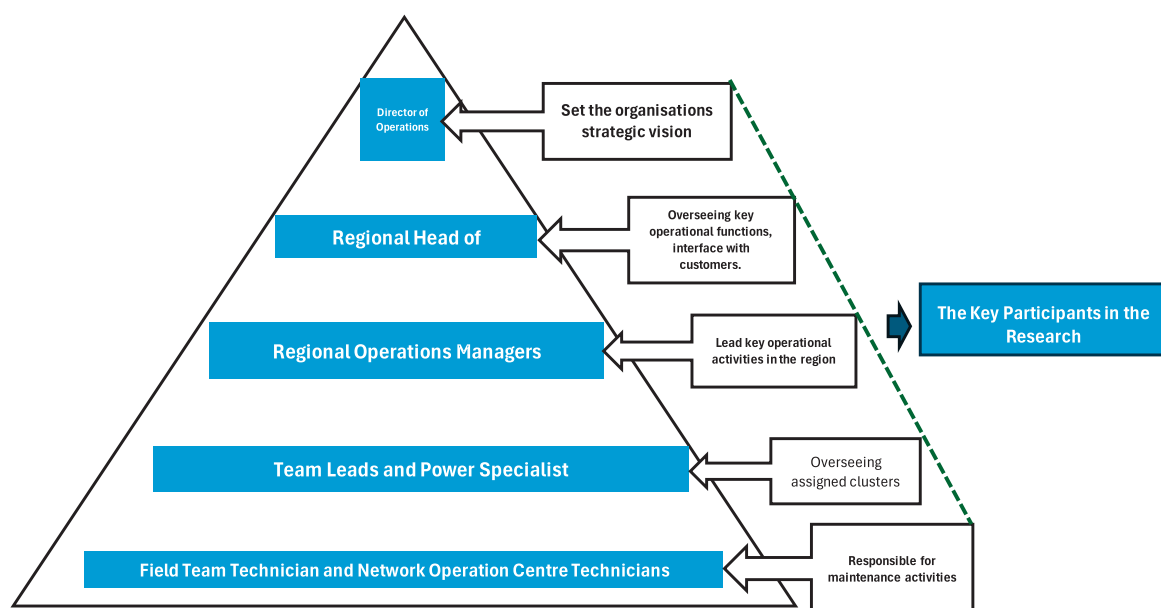 Director of
Operations
Set the organisations
strategic vision
Regional Head of
Overseeing key
operational functions,
interface with
customers.
Regional Operations Managers
Lead key operational
activities in the region
The Key Participants in the
Research
Team Leads and Power Specialist
Overseeing
assigned clusters
Field Team Technician and Network Operation Centre Technicians
Responsible for
maintenance activities